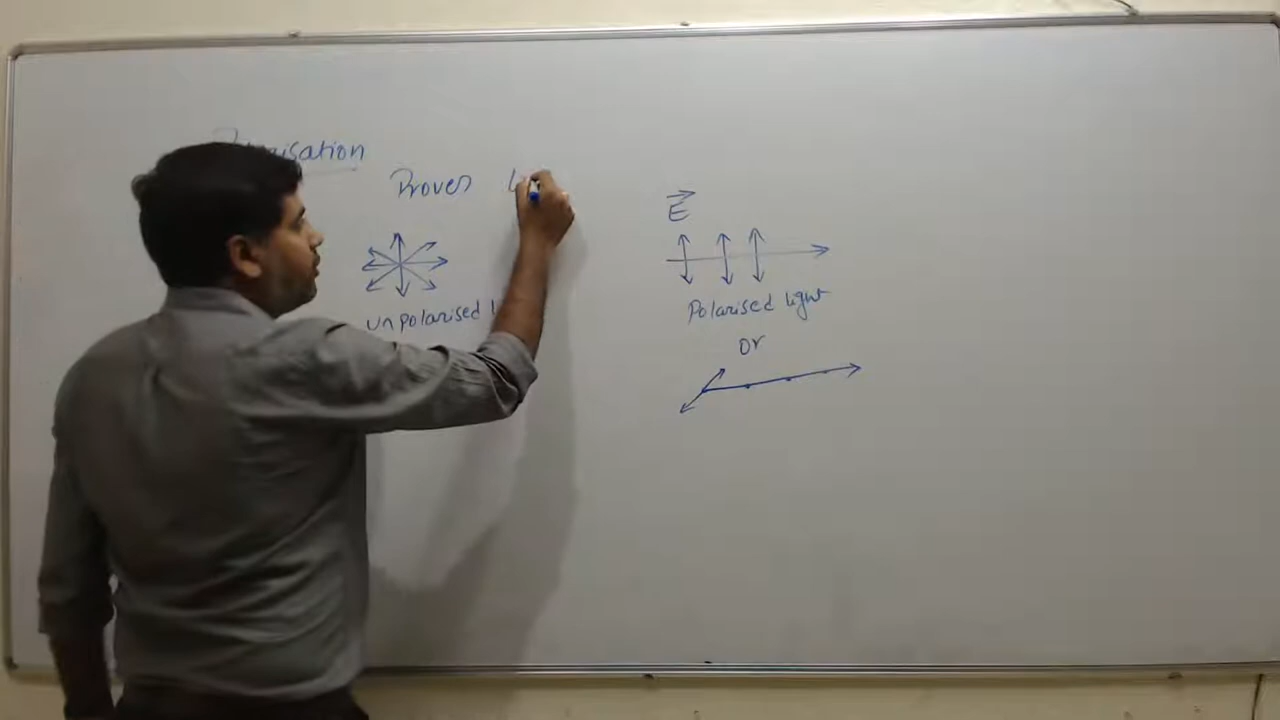 Polarisation
Proves
E
unpolarised
Polarised light
or